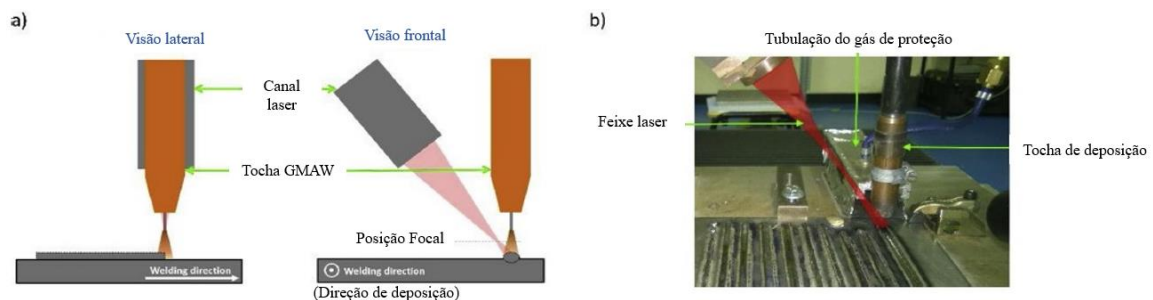 a)
Visão lateral
Visão frontal
Canal
laser
Tocha GMAW
Posição Focal
Welding direction
Welding direction
(Direção de deposição)
b)
Tubulação do gás de proteção
Feixe laser
Tocha de deposição